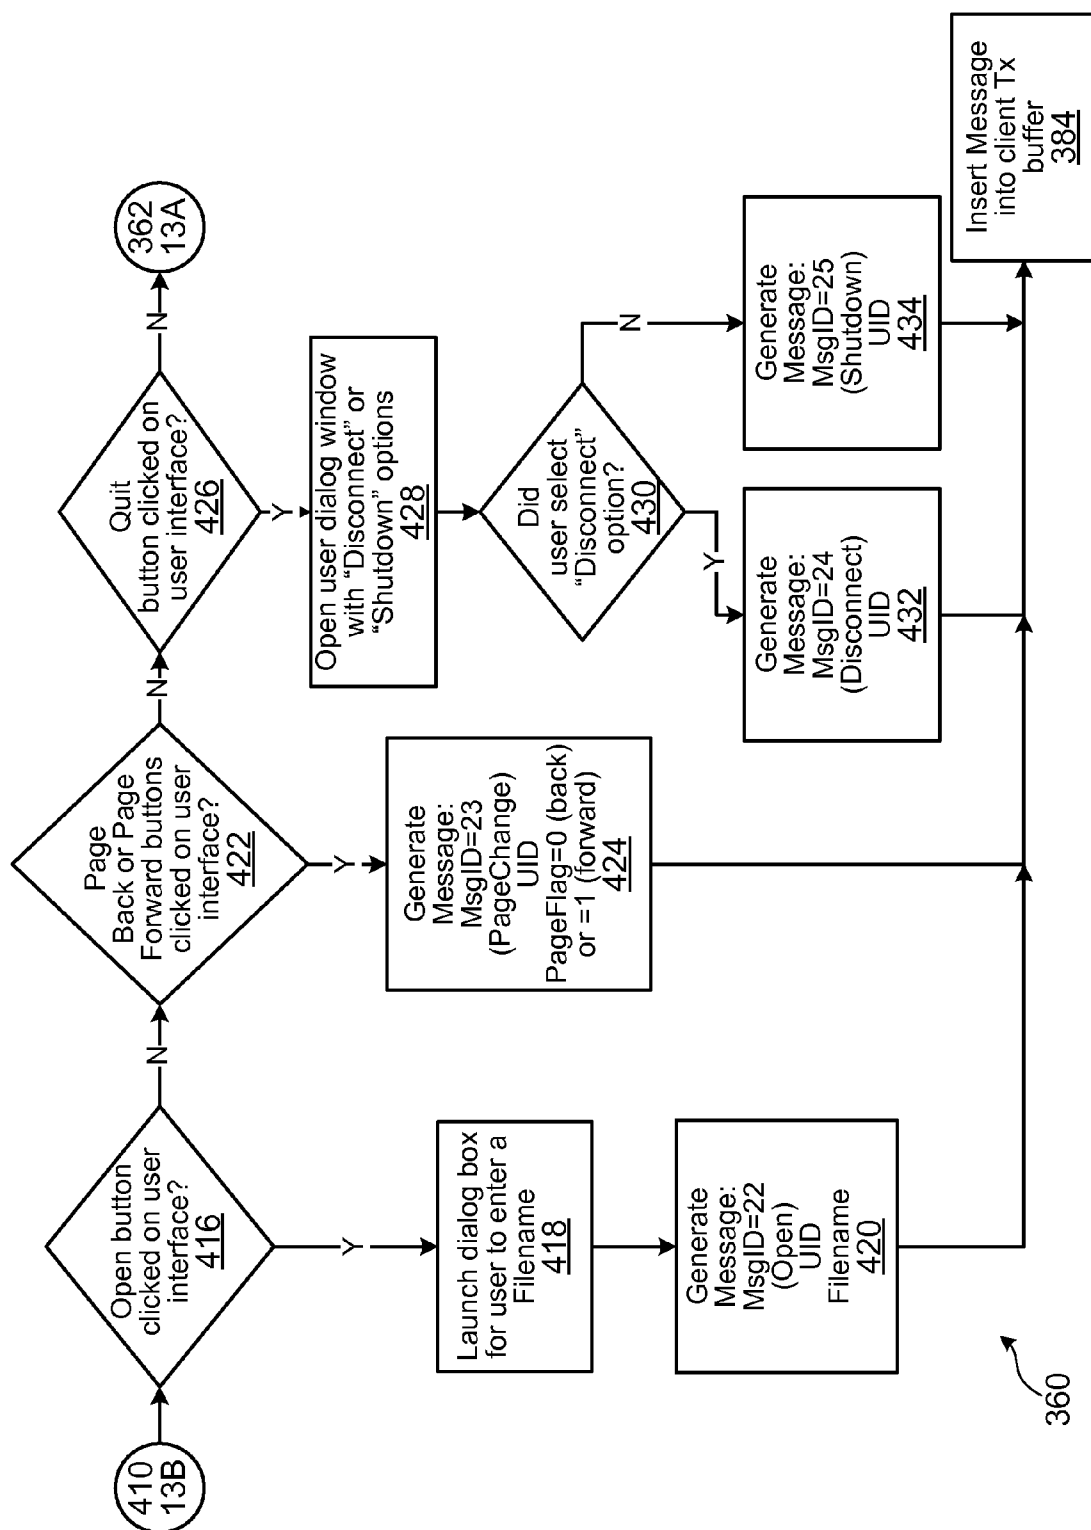 410
13B
Open button
clicked on user
interface?
416
N
Page
Back or Page
Forward buttons
clicked on user
interface?
422
N
Quit
button clicked on
user interface?
426
N
362
13A
Y
Launch dialog box
for user to enter a
Filename
418
Generate
Message:
MsgID=22
(Open)
UID
Filename
420
Y
Generate
Message:
MsgID=23
(PageChange)
UID
PageFlag=0 (back)
or =1 (forward)
424
Y
Open user dialog window
with “Disconnect” or
“Shutdown” options
428
Did
user select
“Disconnect”
option?
430
Y
Generate
Message:
MsgID=24
(Disconnect)
UID
432
N
Generate
Message:
MsgID=25
(Shutdown)
UID
434
Insert Message
into client Tx
buffer
384
360